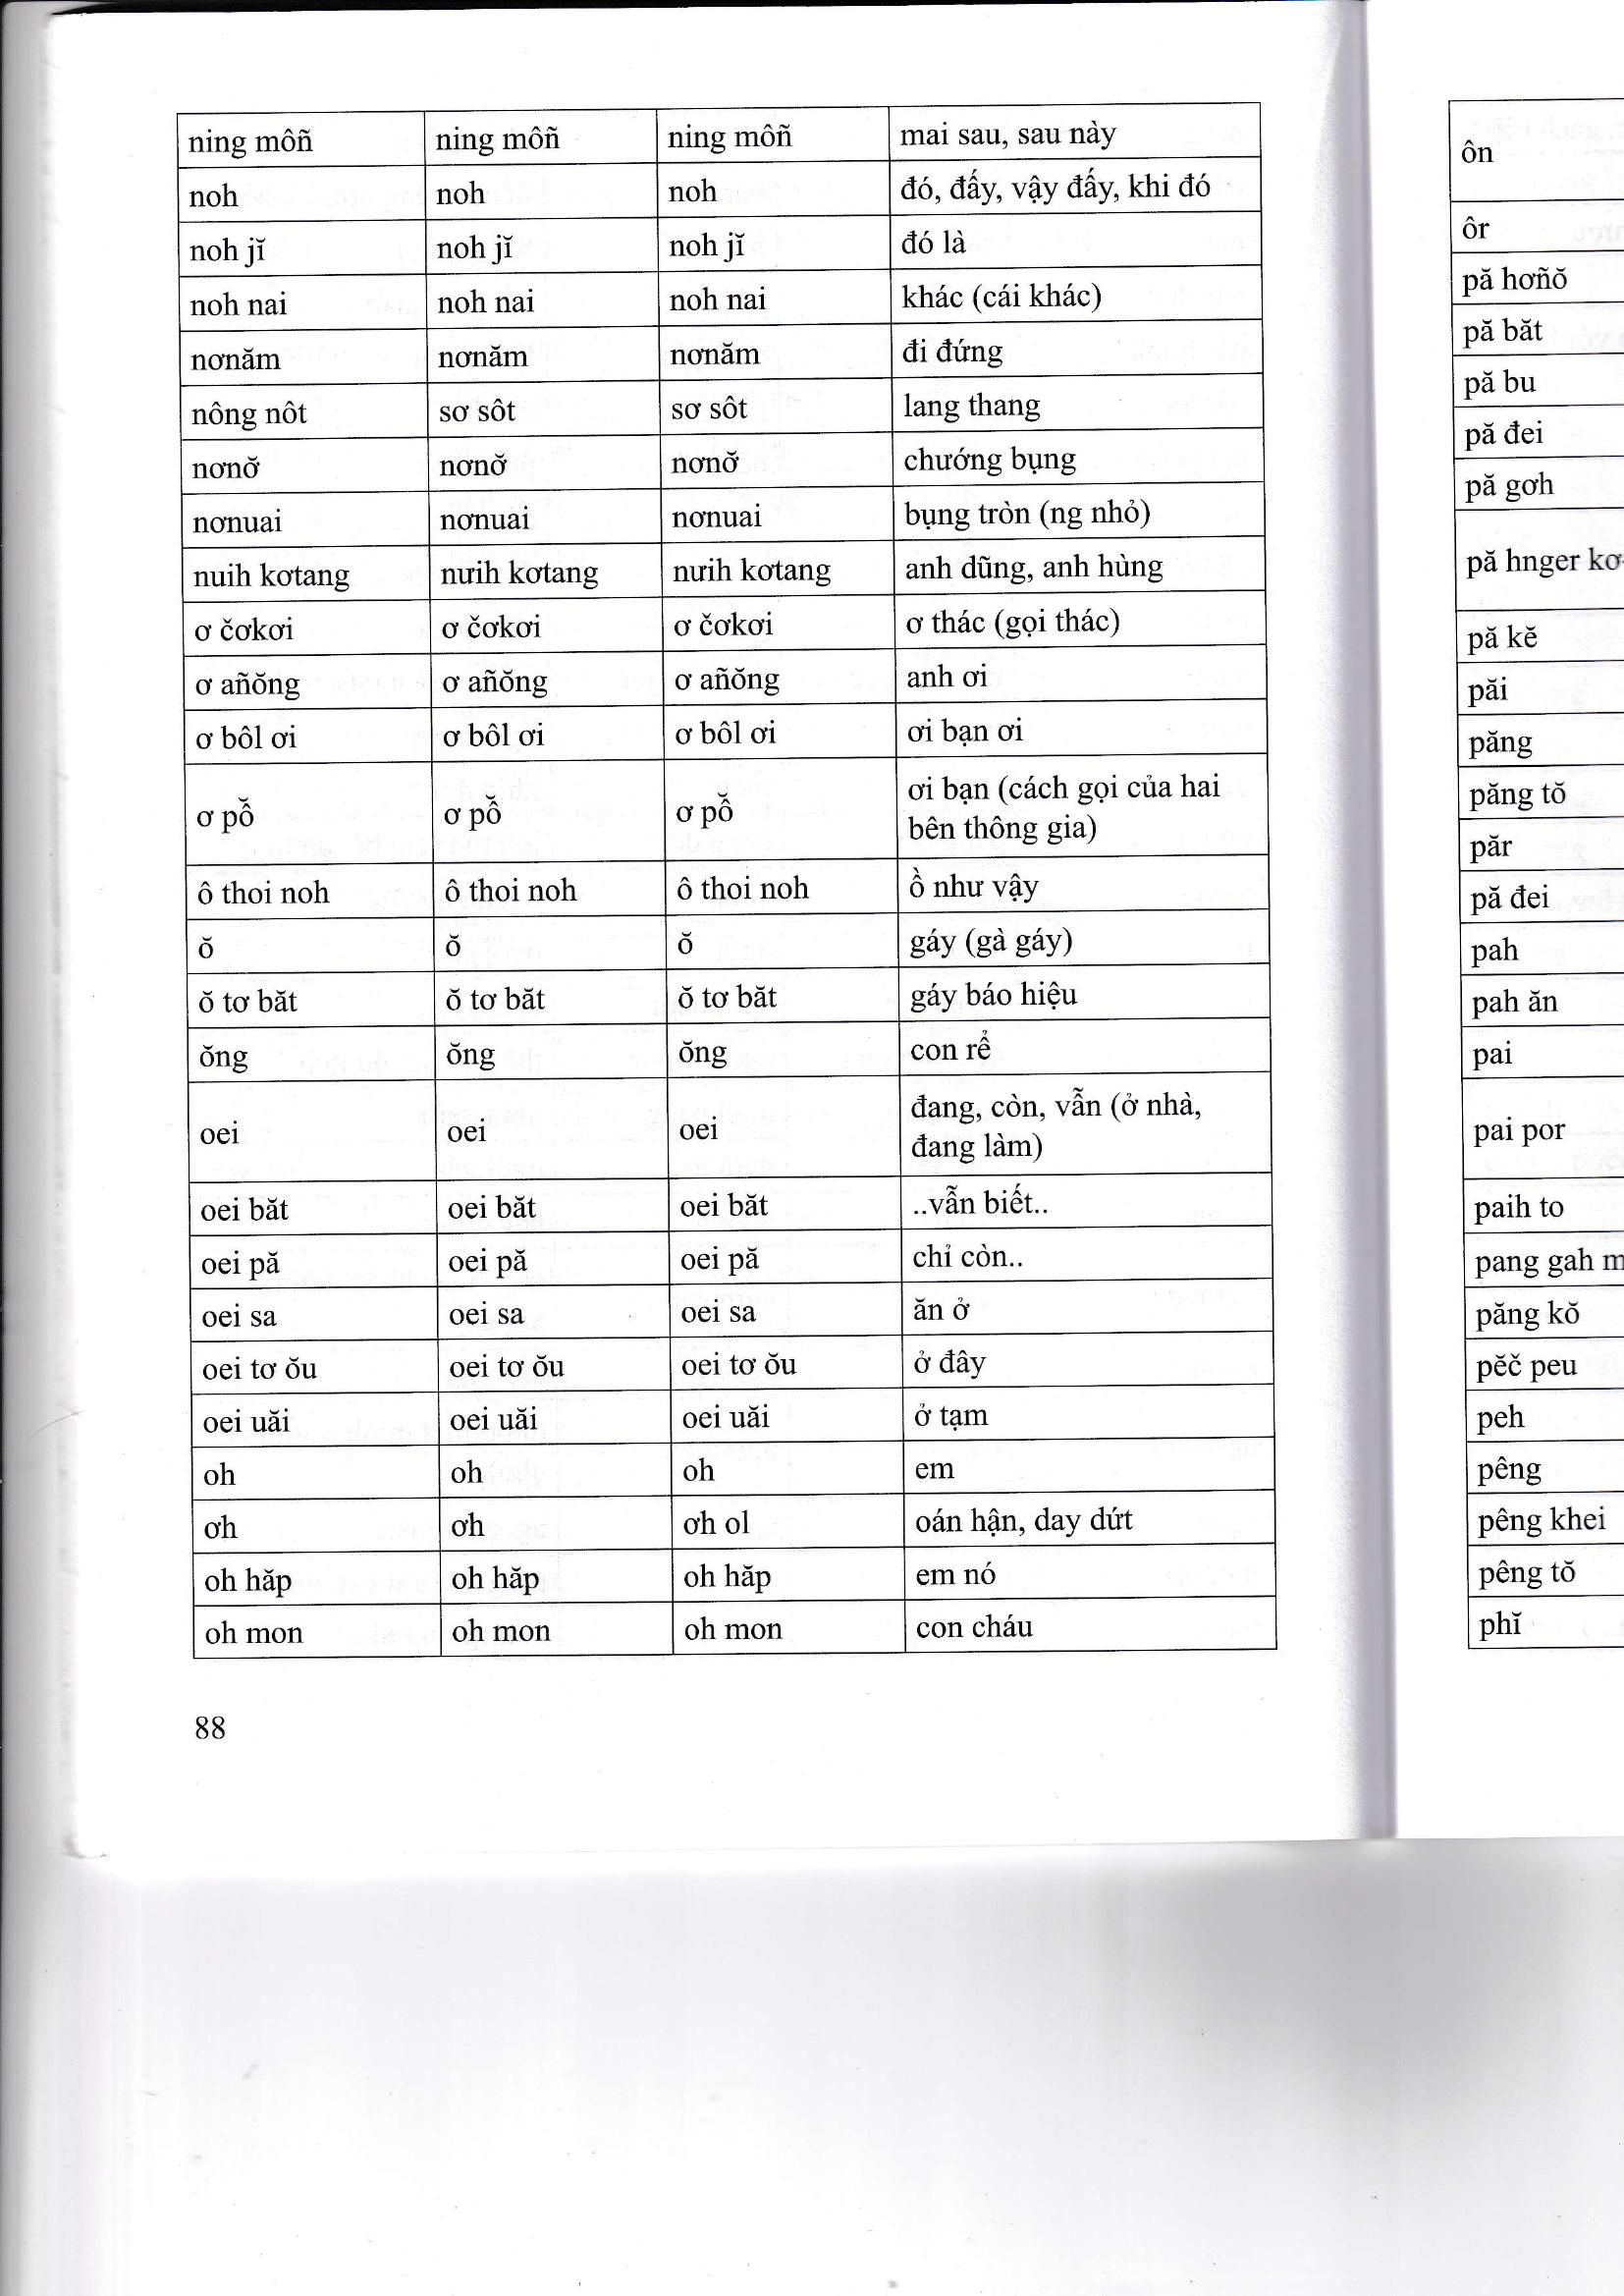 ning môñ ning môñ ning môñ mai sau, sau này
noh noh noh đó, đấy, vậy đấy, khi đó
noh jĭ noh jĭ noh jĭ đó là
noh nai noh nai noh nai khác (cái khác)
nơnăm nơnăm nơnăm đi đứng
nông nôt sơ sôt sơ sôt lang thang
nơnơ̆ nơnơ̆ nơnơ̆ chướng bụng
nơnuai nơnuai nơnuai bụng tròn (ng nhỏ)
nuih kơtang nưih kơtang nưih kơtang anh dũng, anh hùng
ơ čơkơi ơ čơkơi ơ čơkơi ơ thác (gọi thác)
ơ añŏng ơ añŏng ơ añŏng anh ơi
ơ bôl ơi ơ bôl ơi ơ bôl ơi ơi bạn ơi
ơ pô̆ ơ pô̆ ơ pô̆ ơi bạn (cách gọi của hai
bên thông gia)
ô thoi noh ô thoi noh ô thoi noh ồ như vậy
ŏ ŏ ŏ gáy (gà gáy)
ŏ tơ băt ŏ tơ băt ŏ tơ băt gáy báo hiệu
ŏng ŏng ŏng con rể
oei oei oei đang, còn, vẫn (ở nhà,
đang làm)
oei băt oei băt oei băt ..vẫn biết..
oei pă oei pă oei pă chỉ còn..
oei sa oei sa oei sa ăn ở
oei tơ ŏu oei tơ ŏu oei tơ ŏu ở đây
oei uăi oei uăi oei uăi ở tạm
oh oh oh em
ơh ơh ơh ol oán hận, day dứt
oh hăp oh hăp oh hăp em nó
oh mon oh mon oh mon con cháu
88
ôn
ôr
pă hơñŏ
pă băt
pă bu
pă đei
pă gơh
pă hnger kơ-
pă kĕ
păi
păng
păng tŏ
păr
pă đei
pah
pah ăn
pai
pai por
paih to
pang gah
păng kŏ
pĕč peu
peh
pêng
pêng khei
pêng tŏ
phĭ